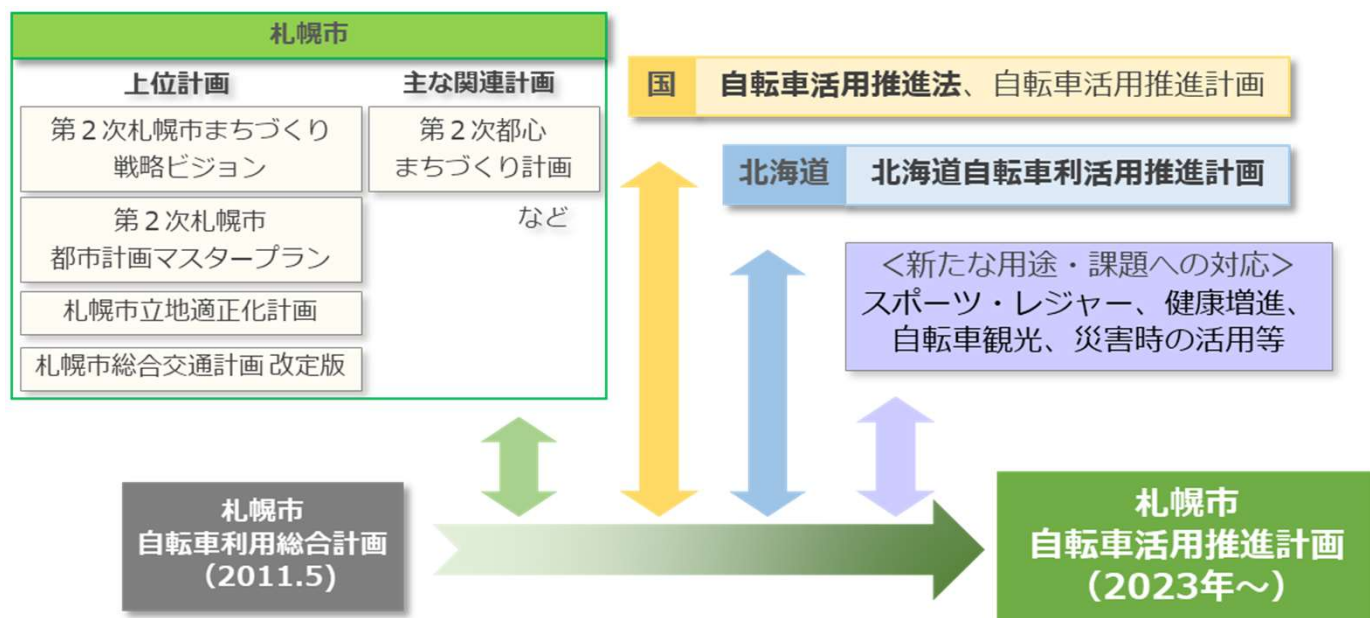 札幌市
上位計画
第２次札幌市まちづくり
戦略ビジョン
第２次札幌市
都市計画マスタープラン
札幌市立地適正化計画
札幌市総合交通計画 改定版
主な関連計画
第２次都心
まちづくり計画
など
国 自転車活用推進法、自転車活用推進計画
北海道 北海道自転車利活用推進計画
＜新たな用途・課題への対応＞
スポーツ・レジャー、健康増進、
自転車観光、災害時の活用等
札幌市
自転車利用総合計画
(2011.5)
札幌市
自転車活用推進計画
(2023年～)